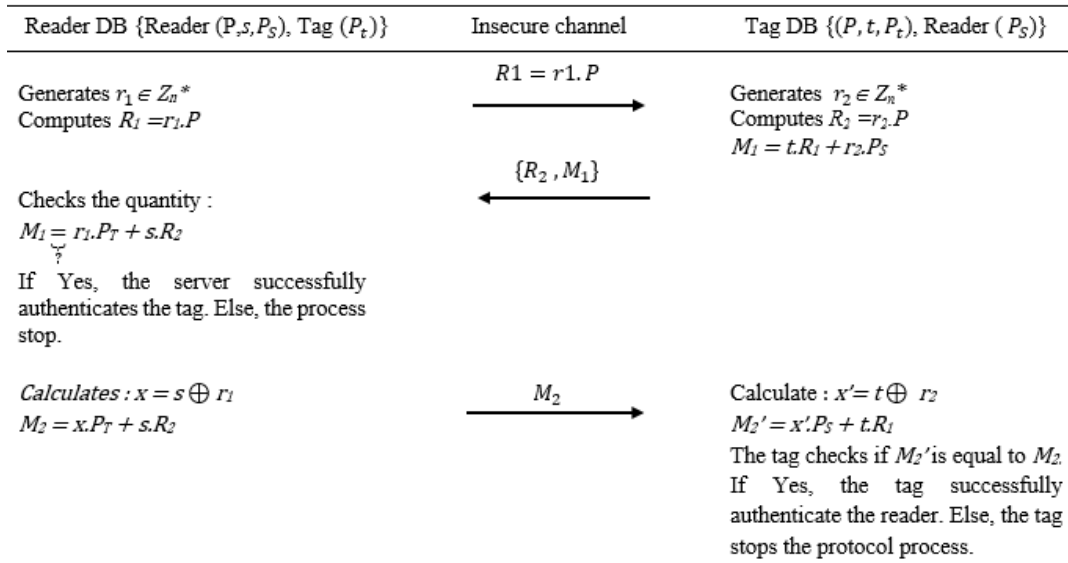 Reader DB {Reader (P,s,P_S), Tag (P_t)} Insecure channel Tag DB {(P, t, P_t), Reader ( P_S)}
R1 = r1. P
Generates r_1 ∈ Z_n*
Computes R_1 =r_1.P
Generates r_2 ∈ Z_n*
Computes R_2 =r_2.P
M_1 = t.R_1 + r_2.P_S
{R_2 , M_1}
Checks the quantity :
M_1 = r_1.P_T + s.R_2
?
If Yes, the server successfully
authenticates the tag. Else, the process
stop.
Calculates : x = s ⊕ r_1
M_2 = x.P_T + s.R_2
M_2
Calculate : x'= t ⊕ r_2
M_2' = x'.P_S + t.R_1
The tag checks if M_2' is equal to M_2.
If Yes, the tag successfully
authenticate the reader. Else, the tag
stops the protocol process.